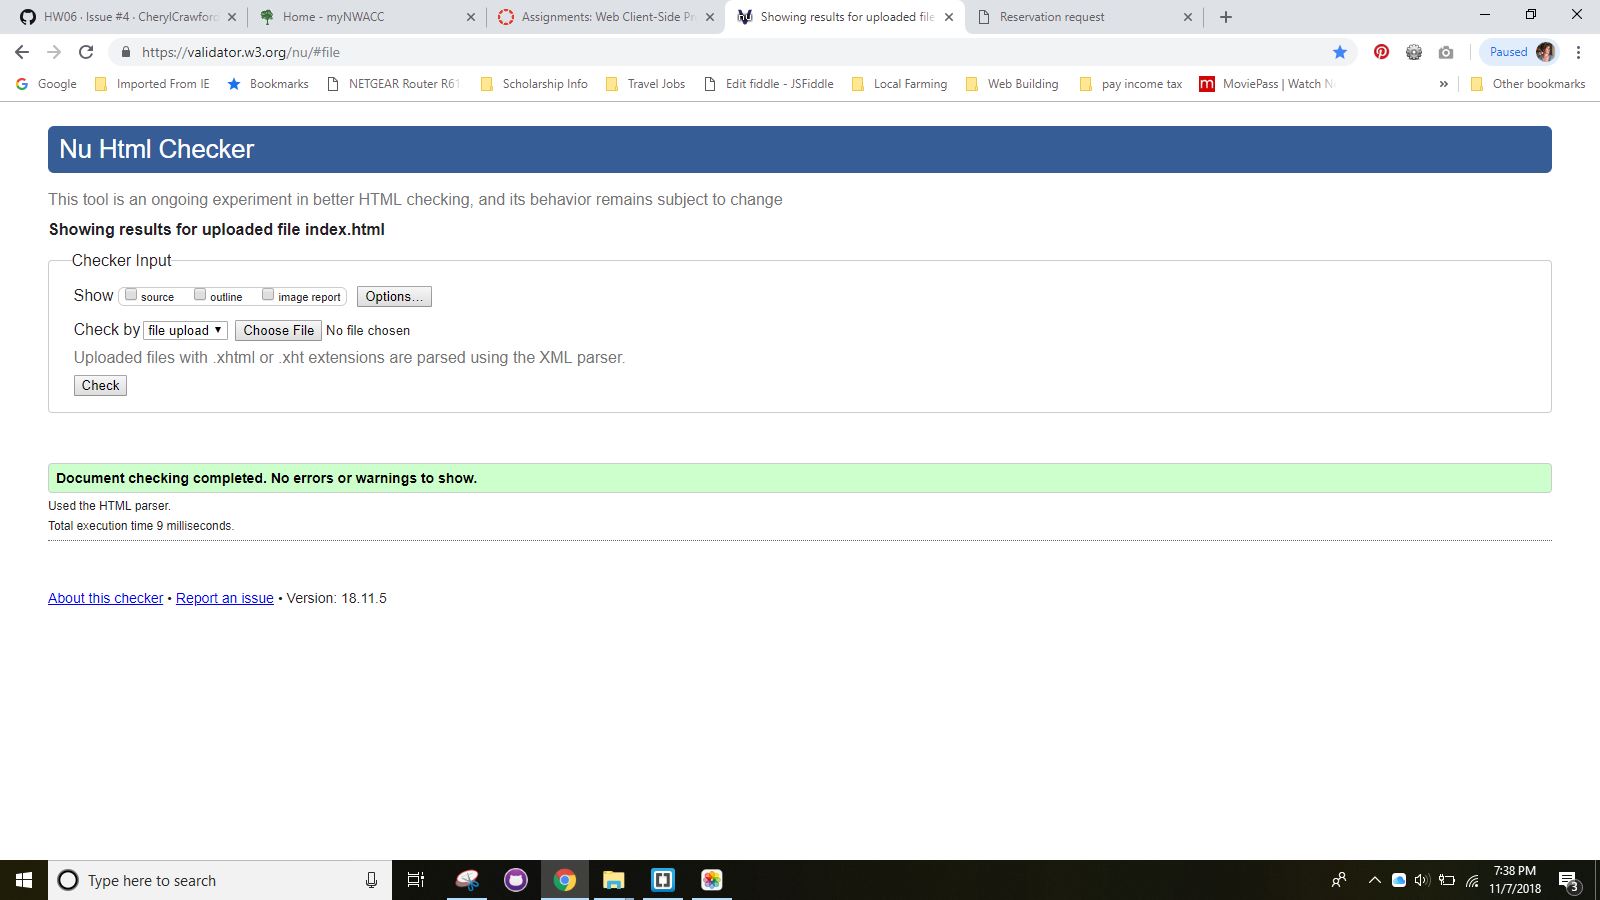 HW06 · Issue #4 · CherylCrawford
Home - myNWACC
Assignments: Web Client-Side Pr
Showing results for uploaded file
Reservation request
https://validator.w3.org/nu/#file
Paused
Google
Imported From IE
Bookmarks
NETGEAR Router R61
Scholarship Info
Travel Jobs
Edit fiddle - JSFiddle
Local Farming
Web Building
pay income tax
m
MoviePass | Watch N
»
Other bookmarks
Nu Html Checker
This tool is an ongoing experiment in better HTML checking, and its behavior remains subject to change
Showing results for uploaded file index.html
Checker Input
Show source outline image report Options...
Check by file upload Choose File No file chosen
Uploaded files with .xhtml or .xht extensions are parsed using the XML parser.
Check
Document checking completed. No errors or warnings to show.
Used the HTML parser.
Total execution time 9 milliseconds.
About this checker • Report an issue • Version: 18.11.5
Type here to search
7:38 PM
11/7/2018
3